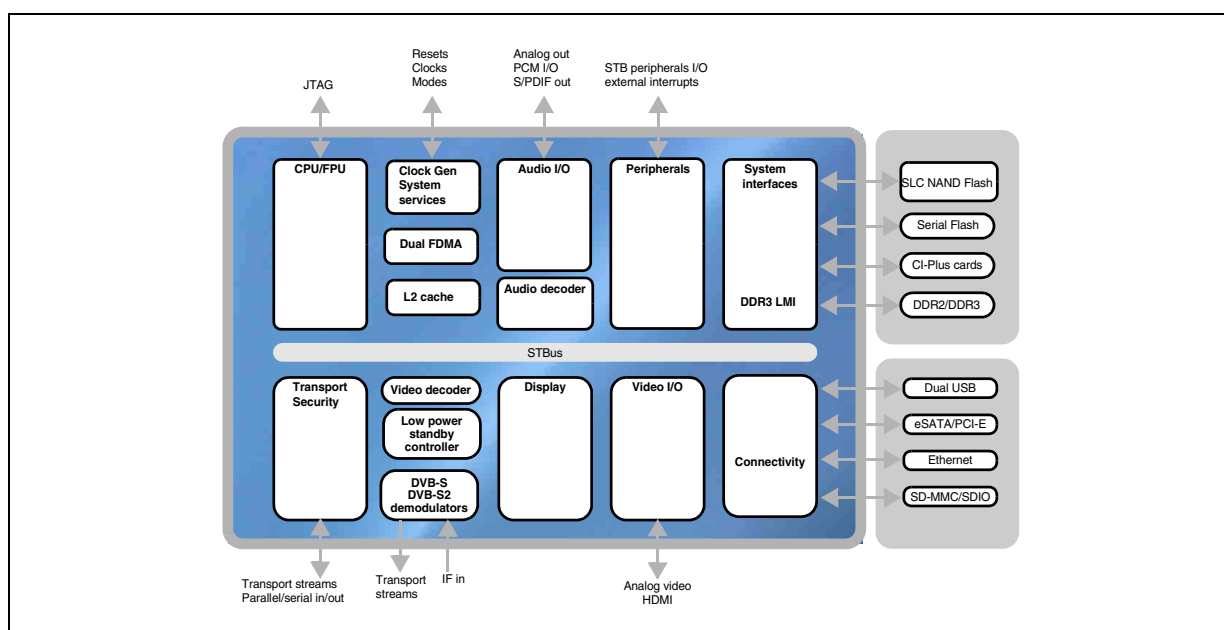 Resets
Clocks
Modes
Analog out
PCM I/O
S/PDIF out
JTAG
STB peripherals I/O
external interrupts
CPU/FPU
Clock Gen
System
services
Dual FDMA
L2 cache
Audio I/O
Audio decoder
Peripherals
System
interfaces
DDR3 LMI
SLC NAND Flash
Serial Flash
CI-Plus cards
DDR2/DDR3
STBus
Transport
Security
Video decoder
Low power
standby
controller
DVB-S
DVB-S2
demodulators
Display
Video I/O
Connectivity
Dual USB
eSATA/PCI-E
Ethernet
SD-MMC/SDIO
Transport streams
Parallel/serial in/out
Transport
streams
IF in
Analog video
HDMI